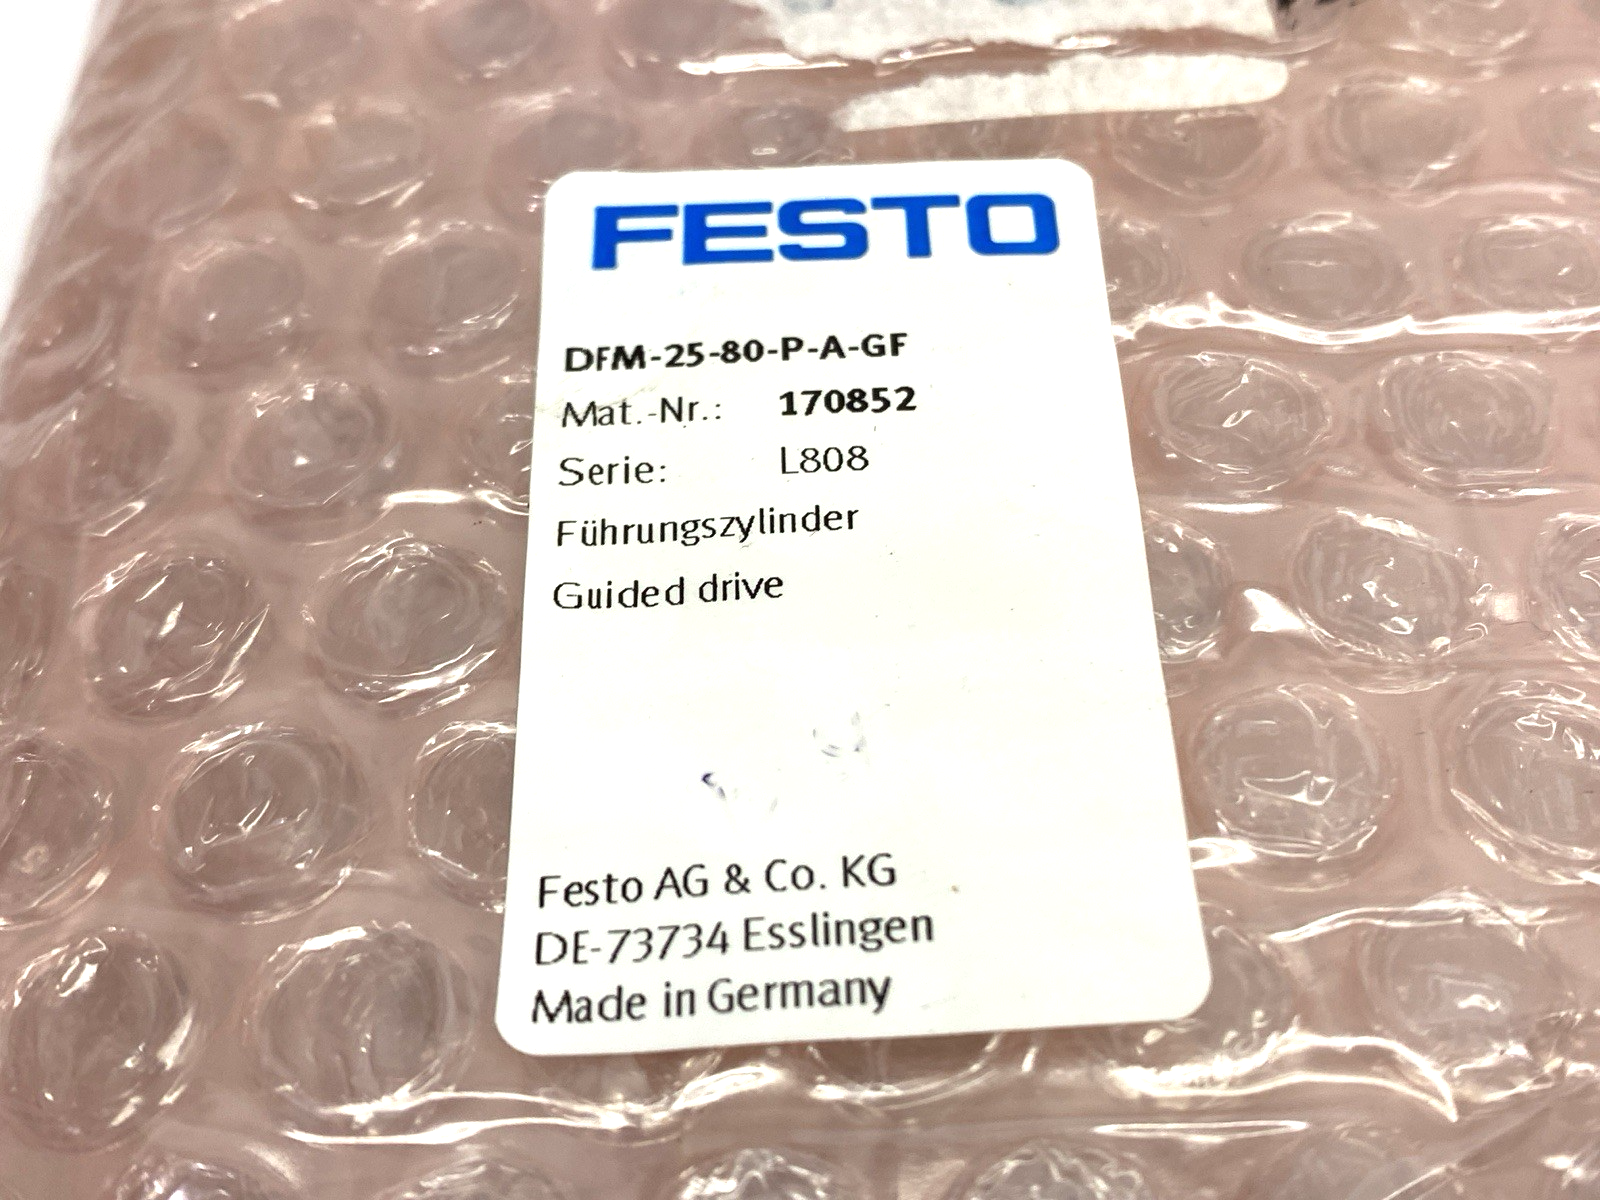 FESTO
DFM-25-80-P-A-GF
Mat.-Nr.: 170852
Serie: L808
Führungszylinder
Guided drive
Festo AG & Co. KG
DE-73734 Esslingen
Made in Germany